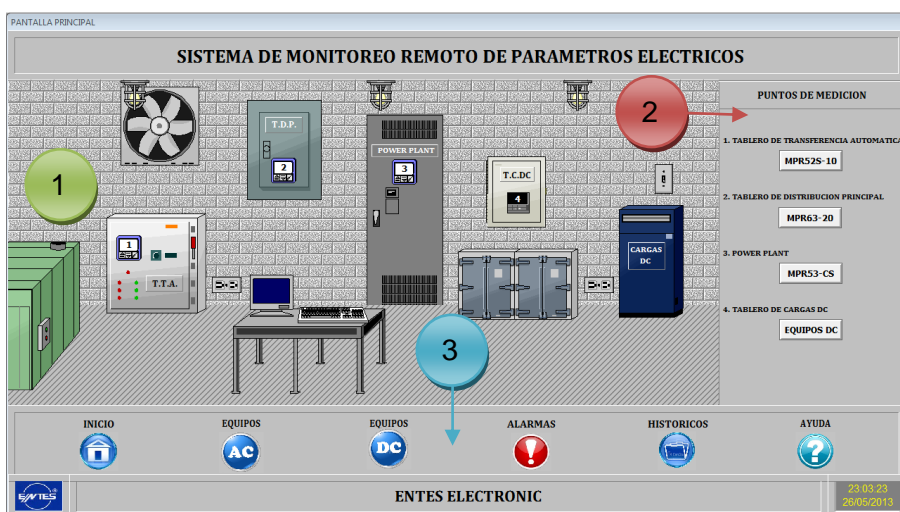 PANTALLA PRINCIPAL
SISTEMA DE MONITOREO REMOTO DE PARAMETROS ELECTRICOS
PUNTOS DE MEDICION
1. TABLERO DE TRANSFERENCIA AUTOMATICA
MPR52S-10
2. TABLERO DE DISTRIBUCION PRINCIPAL
MPR63-20
3. POWER PLANT
MPR53-CS
4. TABLERO DE CARGAS DC
EQUIPOS DC
1
2
3
T.D.P.
2
POWER PLANT
3
T.C.DC
4
1
T.T.A.
CARGAS
DC
INICIO
EQUIPOS
AC
EQUIPOS
DC
ALARMAS
HISTORICOS
AYUDA
?
ENTES
ENTES ELECTRONIC
23:03:23
26/05/2013